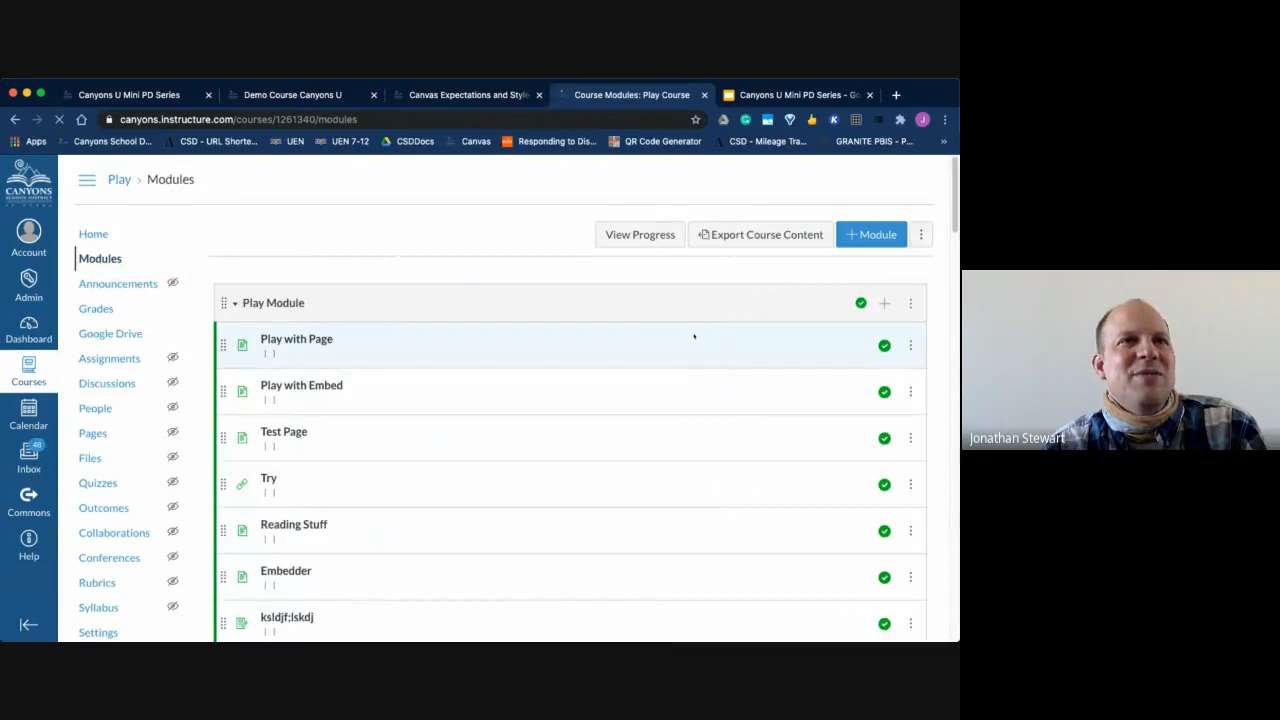 Canyons U Mini PD Series
Demo Course Canyons U
Canvas Expectations and Style
Course Modules: Play Course
Canyons U Mini PD Series - Go
canyons.instructure.com/courses/1261340/modules
Apps
Canyons School D...
CSD - URL Shorte...
UEN
UEN 7-12
CSDDocs
Canvas
Responding to Dis...
QR Code Generator
CSD - Mileage Tra...
GRANITE PBIS - P...
»
CANYONS
SCHOOL DISTRICT
Account
Admin
Dashboard
Courses
Calendar
48
Inbox
Commons
Help
Play › Modules
Home
Modules
Announcements
Grades
Google Drive
Assignments
Discussions
People
Pages
Files
Quizzes
Outcomes
Collaborations
Conferences
Rubrics
Syllabus
Settings
View Progress
Export Course Content
+ Module
Play Module
Play with Page
| |
Play with Embed
| |
Test Page
| |
Try
| |
Reading Stuff
| |
Embedder
| |
ksldjf;lskdj
| |
J
Jonathan Stewart